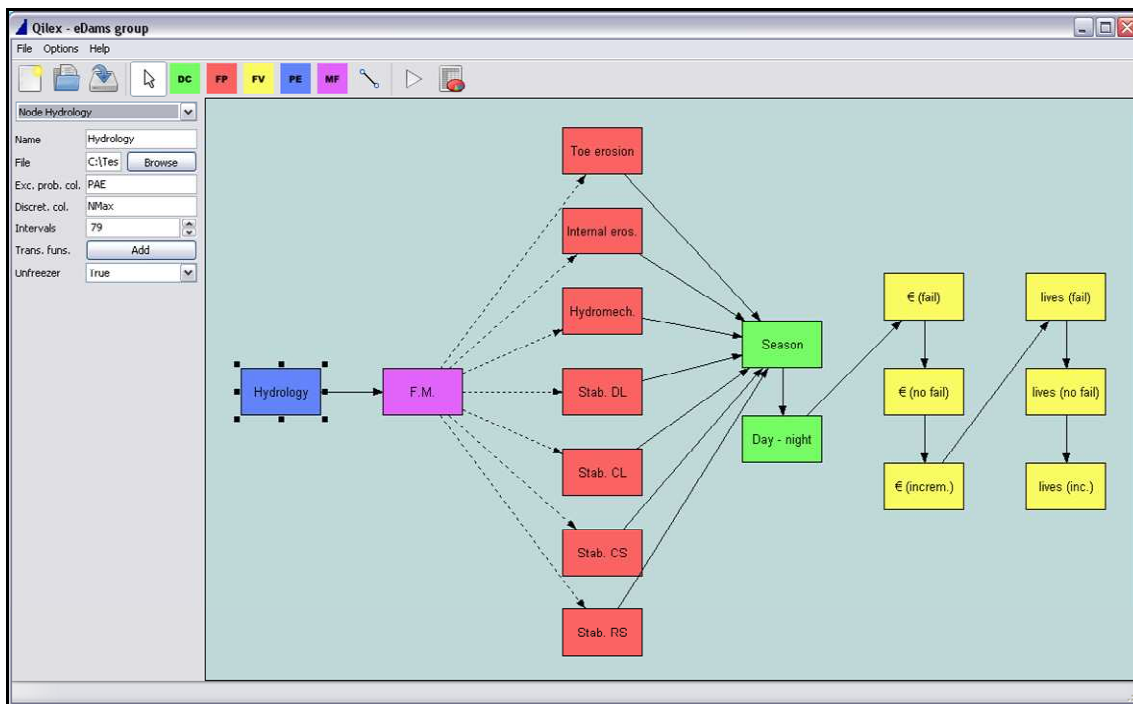 Qilex - eDams group
File Options Help
DC FP FV PE MF
Node Hydrology
Name Hydrology
File C:\Tes Browse
Exc. prob. col. PAE
Discret. col. NMax
Intervals 79
Trans. funs. Add
Unfreezer True
Hydrology
F.M.
Toe erosion
Internal eros.
Hydromech.
Stab. DL
Stab. CL
Stab. CS
Stab. RS
Season
Day - night
€ (fail)
€ (no fail)
€ (increm.)
lives (fail)
lives (no fail)
lives (inc.)